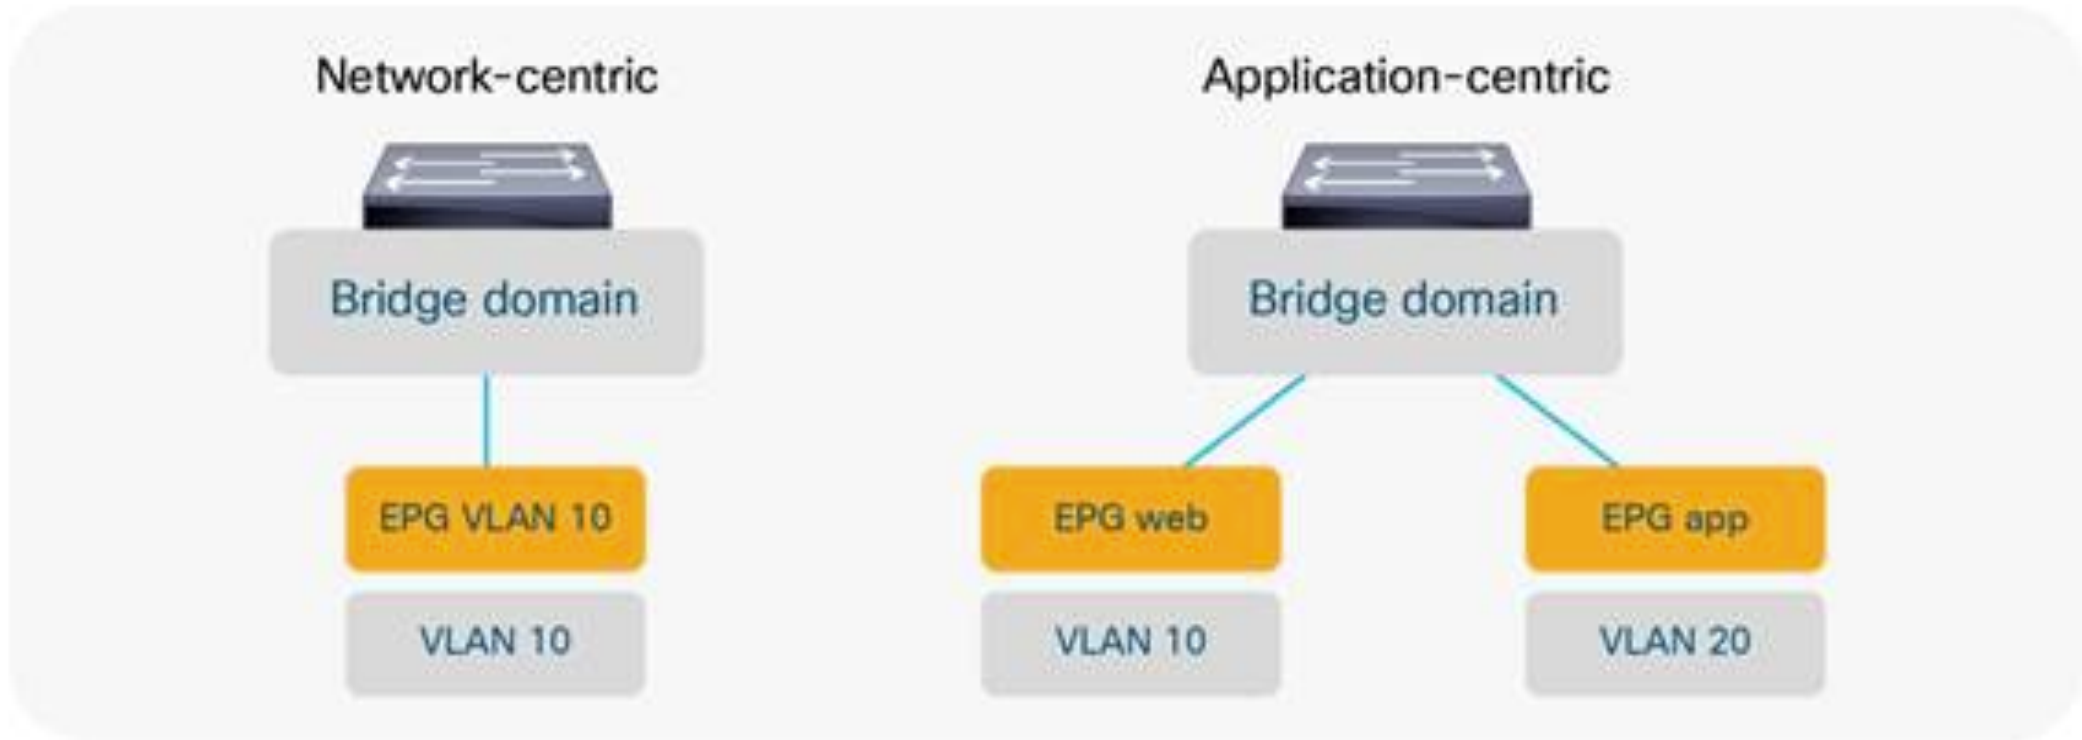 Network-centric
Bridge domain
EPG VLAN 10
VLAN 10
Application-centric
Bridge domain
EPG web
VLAN 10
EPG app
VLAN 20